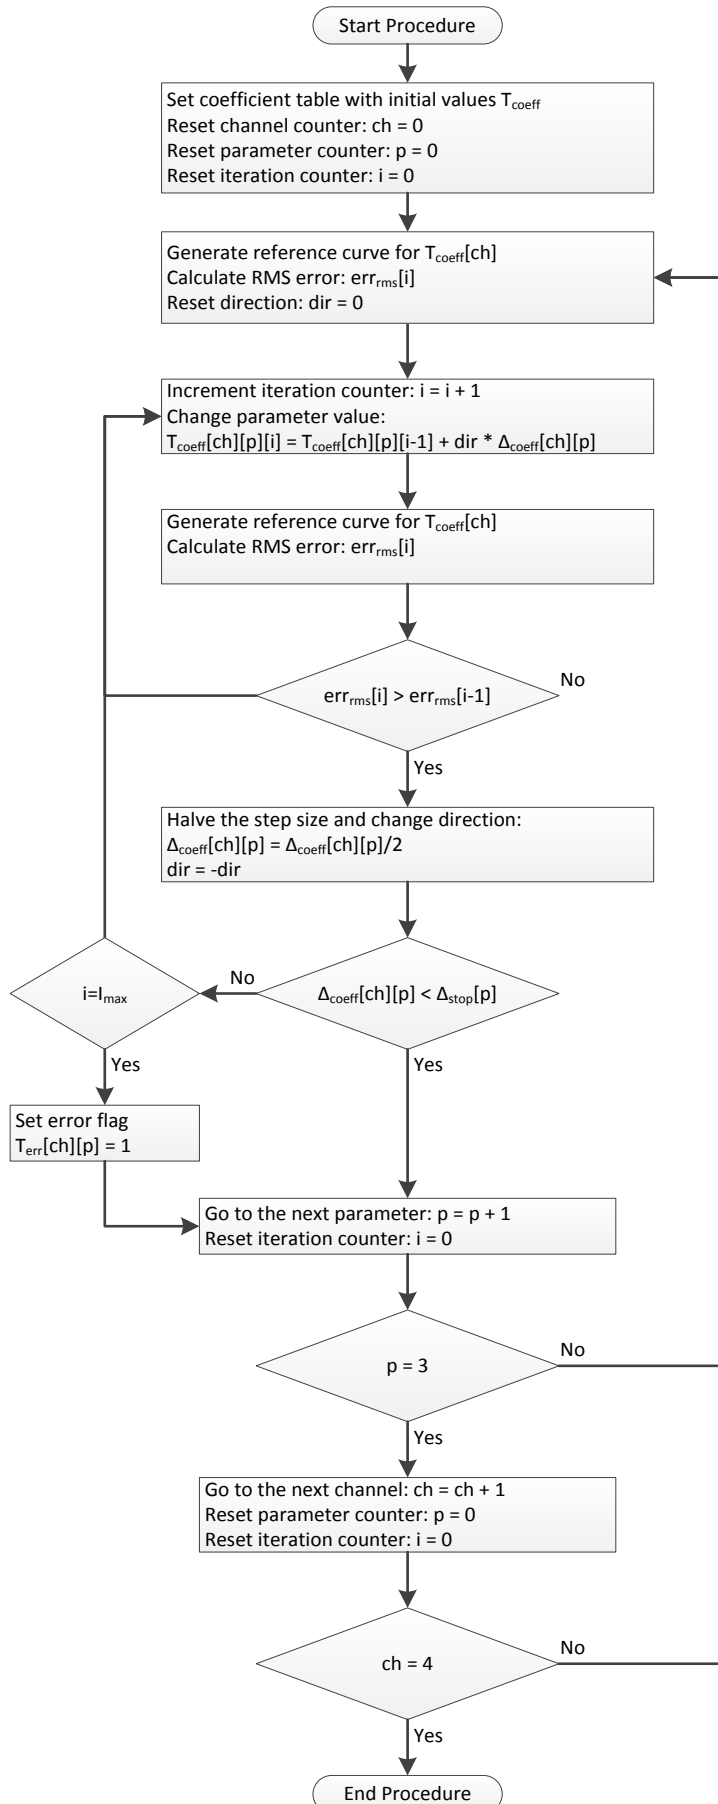 Start Procedure
Set coefficient table with initial values Tcoeff
Reset channel counter: ch = 0
Reset parameter counter: p = 0
Reset iteration counter: i = 0
Generate reference curve for Tcoeff[ch]
Calculate RMS error: errrms[i]
Reset direction: dir = 0
Increment iteration counter: i = i + 1
Change parameter value:
Tcoeff[ch][p][i] = Tcoeff[ch][p][i-1] + dir * Δcoeff[ch][p]
Generate reference curve for Tcoeff[ch]
Calculate RMS error: errrms[i]
errrms[i] > errrms[i-1]
No
Yes
Halve the step size and change direction:
Δcoeff[ch][p] = Δcoeff[ch][p]/2
dir = -dir
Δcoeff[ch][p] < Δstop[p]
No
i=Imax
Yes
Yes
Set error flag
Terr[ch][p] = 1
Go to the next parameter: p = p + 1
Reset iteration counter: i = 0
p = 3
No
Yes
Go to the next channel: ch = ch + 1
Reset parameter counter: p = 0
Reset iteration counter: i = 0
ch = 4
No
Yes
End Procedure